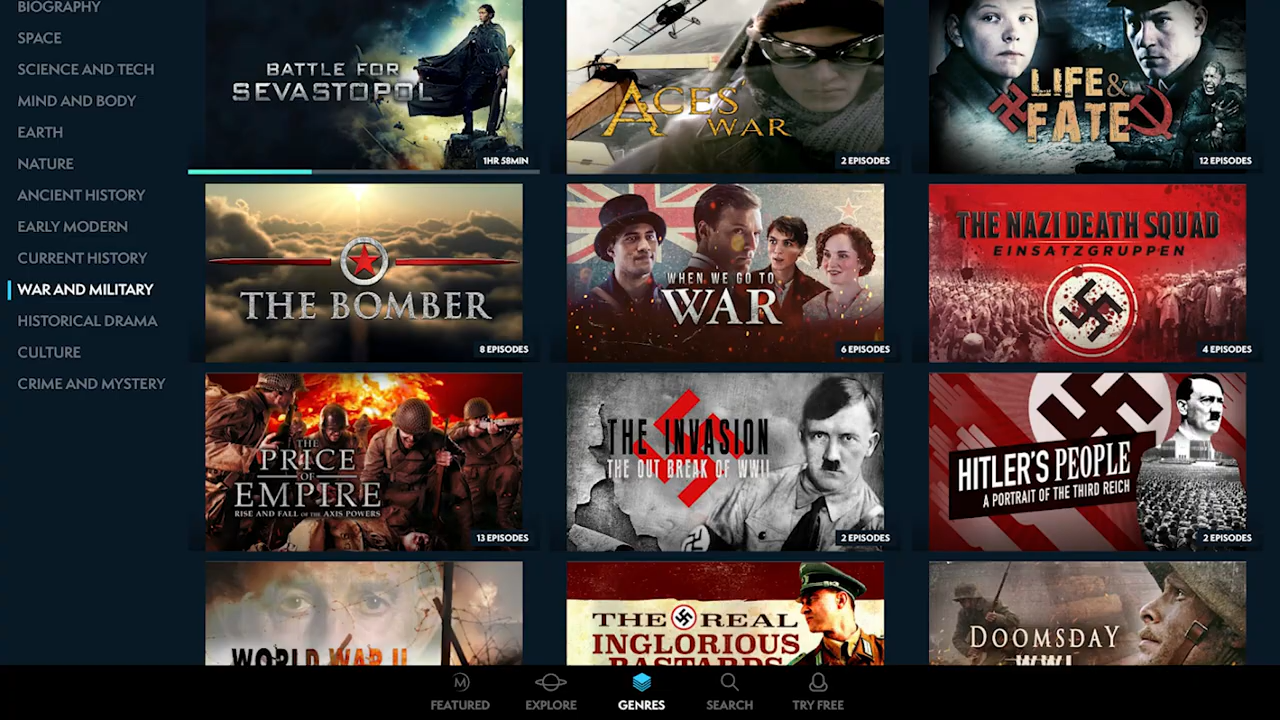 BIOGRAPHY
SPACE
SCIENCE AND TECH
MIND AND BODY
EARTH
NATURE
ANCIENT HISTORY
EARLY MODERN
CURRENT HISTORY
WAR AND MILITARY
HISTORICAL DRAMA
CULTURE
CRIME AND MYSTERY
BATTLE FOR
SEVASTOPOL
1HR 58MIN
ACES'
WAR
2 EPISODES
LIFE &
FATE
12 EPISODES
THE BOMBER
8 EPISODES
WHEN WE GO TO
WAR
6 EPISODES
THE NAZI DEATH SQUAD
EINSATZGRUPPEN
4 EPISODES
THE
PRICE
OF
EMPIRE
RISE AND FALL OF THE AXIS POWERS
13 EPISODES
THE INVASION
THE OUT BREAK OF WWII
2 EPISODES
HITLER'S PEOPLE
A PORTRAIT OF THE THIRD REICH
2 EPISODES
WORLD WAR II
THE REAL
INGLORIOUS
BASTARDS
DOOMSDAY
WWI
M
FEATURED
EXPLORE
GENRES
SEARCH
TRY FREE